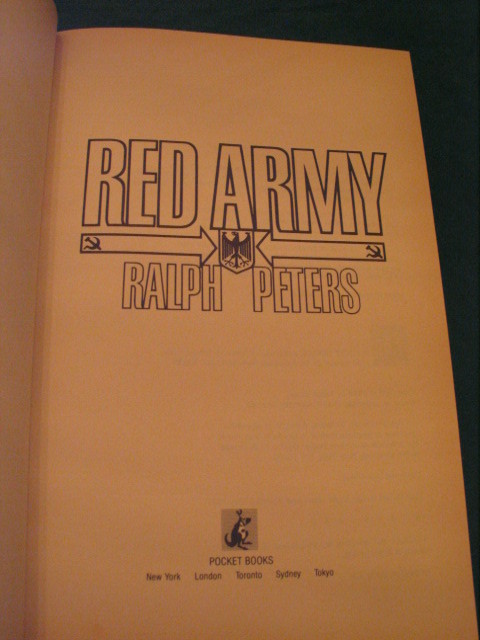 RED ARMY
RALPH PETERS
POCKET BOOKS
New York London Toronto Sydney Tokyo